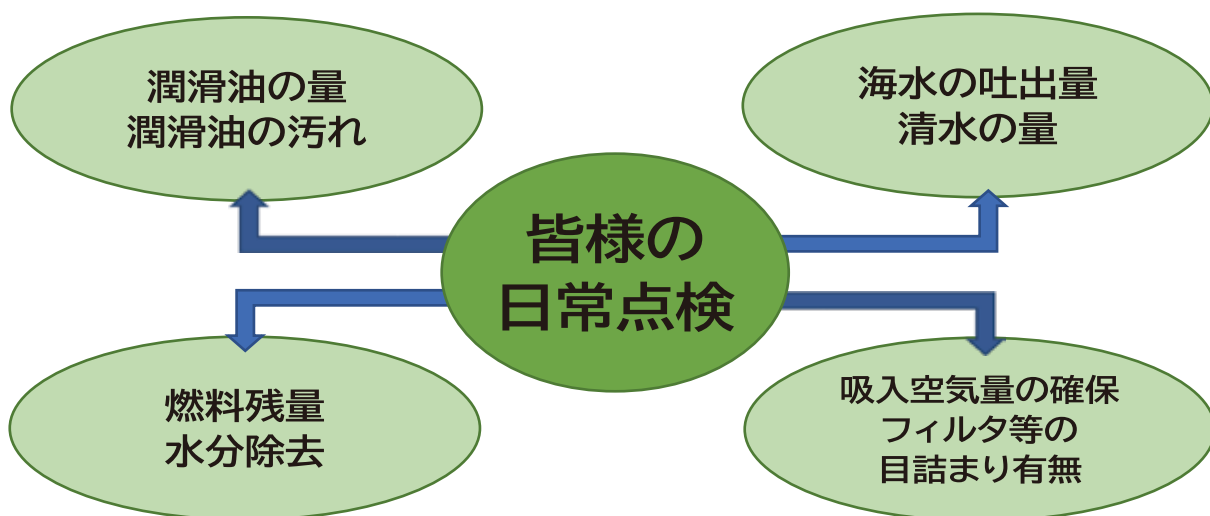 潤滑油の量
潤滑油の汚れ
海水の吐出量
清水の量
皆様の
日常点検
燃料残量
水分除去
吸入空気量の確保
フィルタ等の
目詰まり有無